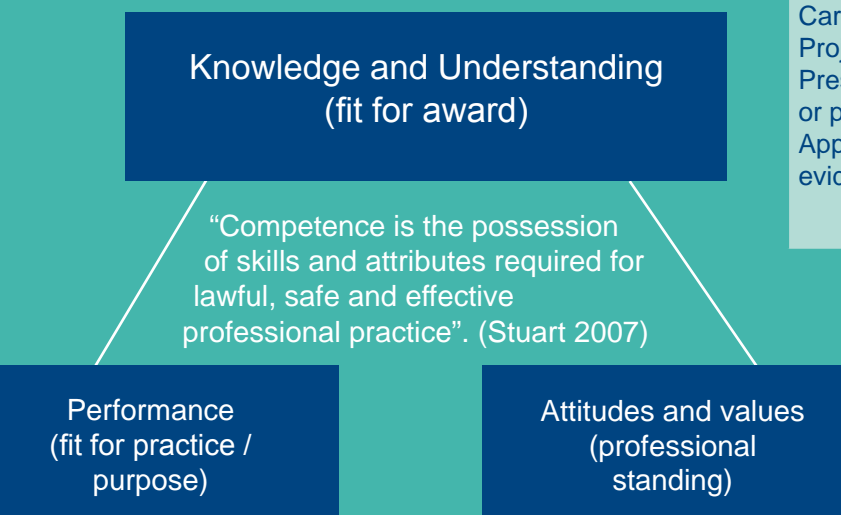 Knowledge and Understanding
(fit for award)
“Competence is the possession
of skills and attributes required for
lawful, safe and effective
professional practice”. (Stuart 2007)
Performance
(fit for practice /
purpose)
Attitudes and values
(professional
standing)
or